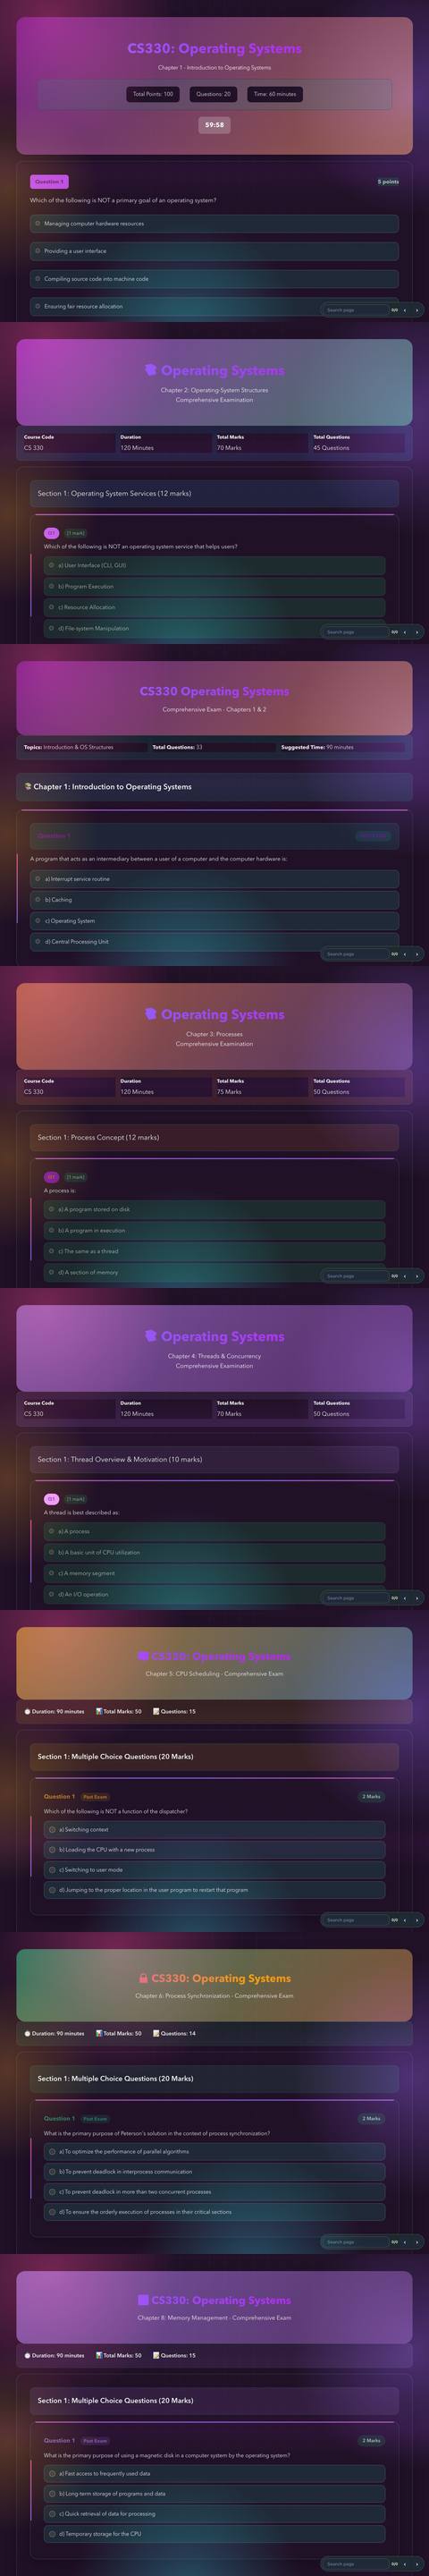 CS330: Operating Systems
Chapter 1 - Introduction to Operating Systems
Total Points: 100
Questions: 20
Time: 60 minutes
59:58
Question 1
5 points
Which of the following is NOT a primary goal of an operating system?
Managing computer hardware resources
Providing a user interface
Compiling source code into machine code
Ensuring fair resource allocation
Search page 0/0
Operating Systems
Chapter 2: Operating-System Structures
Comprehensive Examination
Course Code
CS 330
Duration
120 Minutes
Total Marks
70 Marks
Total Questions
45 Questions
Section 1: Operating System Services (12 marks)
Q1 [1 mark]
Which of the following is NOT an operating system service that helps users?
a) User Interface (CLI, GUI)
b) Program Execution
c) Resource Allocation
d) File-system Manipulation
Search page 0/0
CS330 Operating Systems
Comprehensive Exam - Chapters 1 & 2
Topics: Introduction & OS Structures
Total Questions: 33
Suggested Time: 90 minutes
Chapter 1: Introduction to Operating Systems
Question 1
A program that acts as an intermediary between a user of a computer and the computer hardware is:
a) Interrupt service routine
b) Caching
c) Operating System
d) Central Processing Unit
Search page 0/0
Operating Systems
Chapter 3: Processes
Comprehensive Examination
Course Code
CS 330
Duration
120 Minutes
Total Marks
75 Marks
Total Questions
50 Questions
Section 1: Process Concept (12 marks)
Q1 [1 mark]
A process is:
a) A program stored on disk
b) A program in execution
c) The same as a thread
d) A section of memory
Search page 0/0
Operating Systems
Chapter 4: Threads & Concurrency
Comprehensive Examination
Course Code
CS 330
Duration
120 Minutes
Total Marks
70 Marks
Total Questions
50 Questions
Section 1: Thread Overview & Motivation (10 marks)
Q1 [1 mark]
A thread is best described as:
a) A process
b) A basic unit of CPU utilization
c) A memory segment
d) An I/O operation
Search page 0/0
CS330: Operating Systems
Chapter 5: CPU Scheduling - Comprehensive Exam
Duration: 90 minutes
Total Marks: 50
Questions: 15
Section 1: Multiple Choice Questions (20 Marks)
Question 1 Past Exam
2 Marks
Which of the following is NOT a function of the dispatcher?
a) Switching context
b) Loading the CPU with a new process
c) Switching to user mode
d) Jumping to the proper location in the user program to restart that program
Search page 0/0
CS330: Operating Systems
Chapter 6: Process Synchronization - Comprehensive Exam
Duration: 90 minutes
Total Marks: 50
Questions: 14
Section 1: Multiple Choice Questions (20 Marks)
Question 1 Past Exam
2 Marks
What is the primary purpose of Peterson's solution in the context of process synchronization?
a) To optimize the performance of parallel algorithms
b) To prevent deadlock in interprocess communication
c) To prevent deadlock in more than two concurrent processes
d) To ensure the orderly execution of processes in their critical sections
Search page 0/0
CS330: Operating Systems
Chapter 8: Memory Management - Comprehensive Exam
Duration: 90 minutes
Total Marks: 50
Questions: 15
Section 1: Multiple Choice Questions (20 Marks)
Question 1 Past Exam
2 Marks
What is the primary purpose of using a magnetic disk in a computer system by the operating system?
a) Fast access to frequently used data
b) Long-term storage of programs and data
c) Quick retrieval of data for processing
d) Temporary storage for the CPU
Search page 0/0